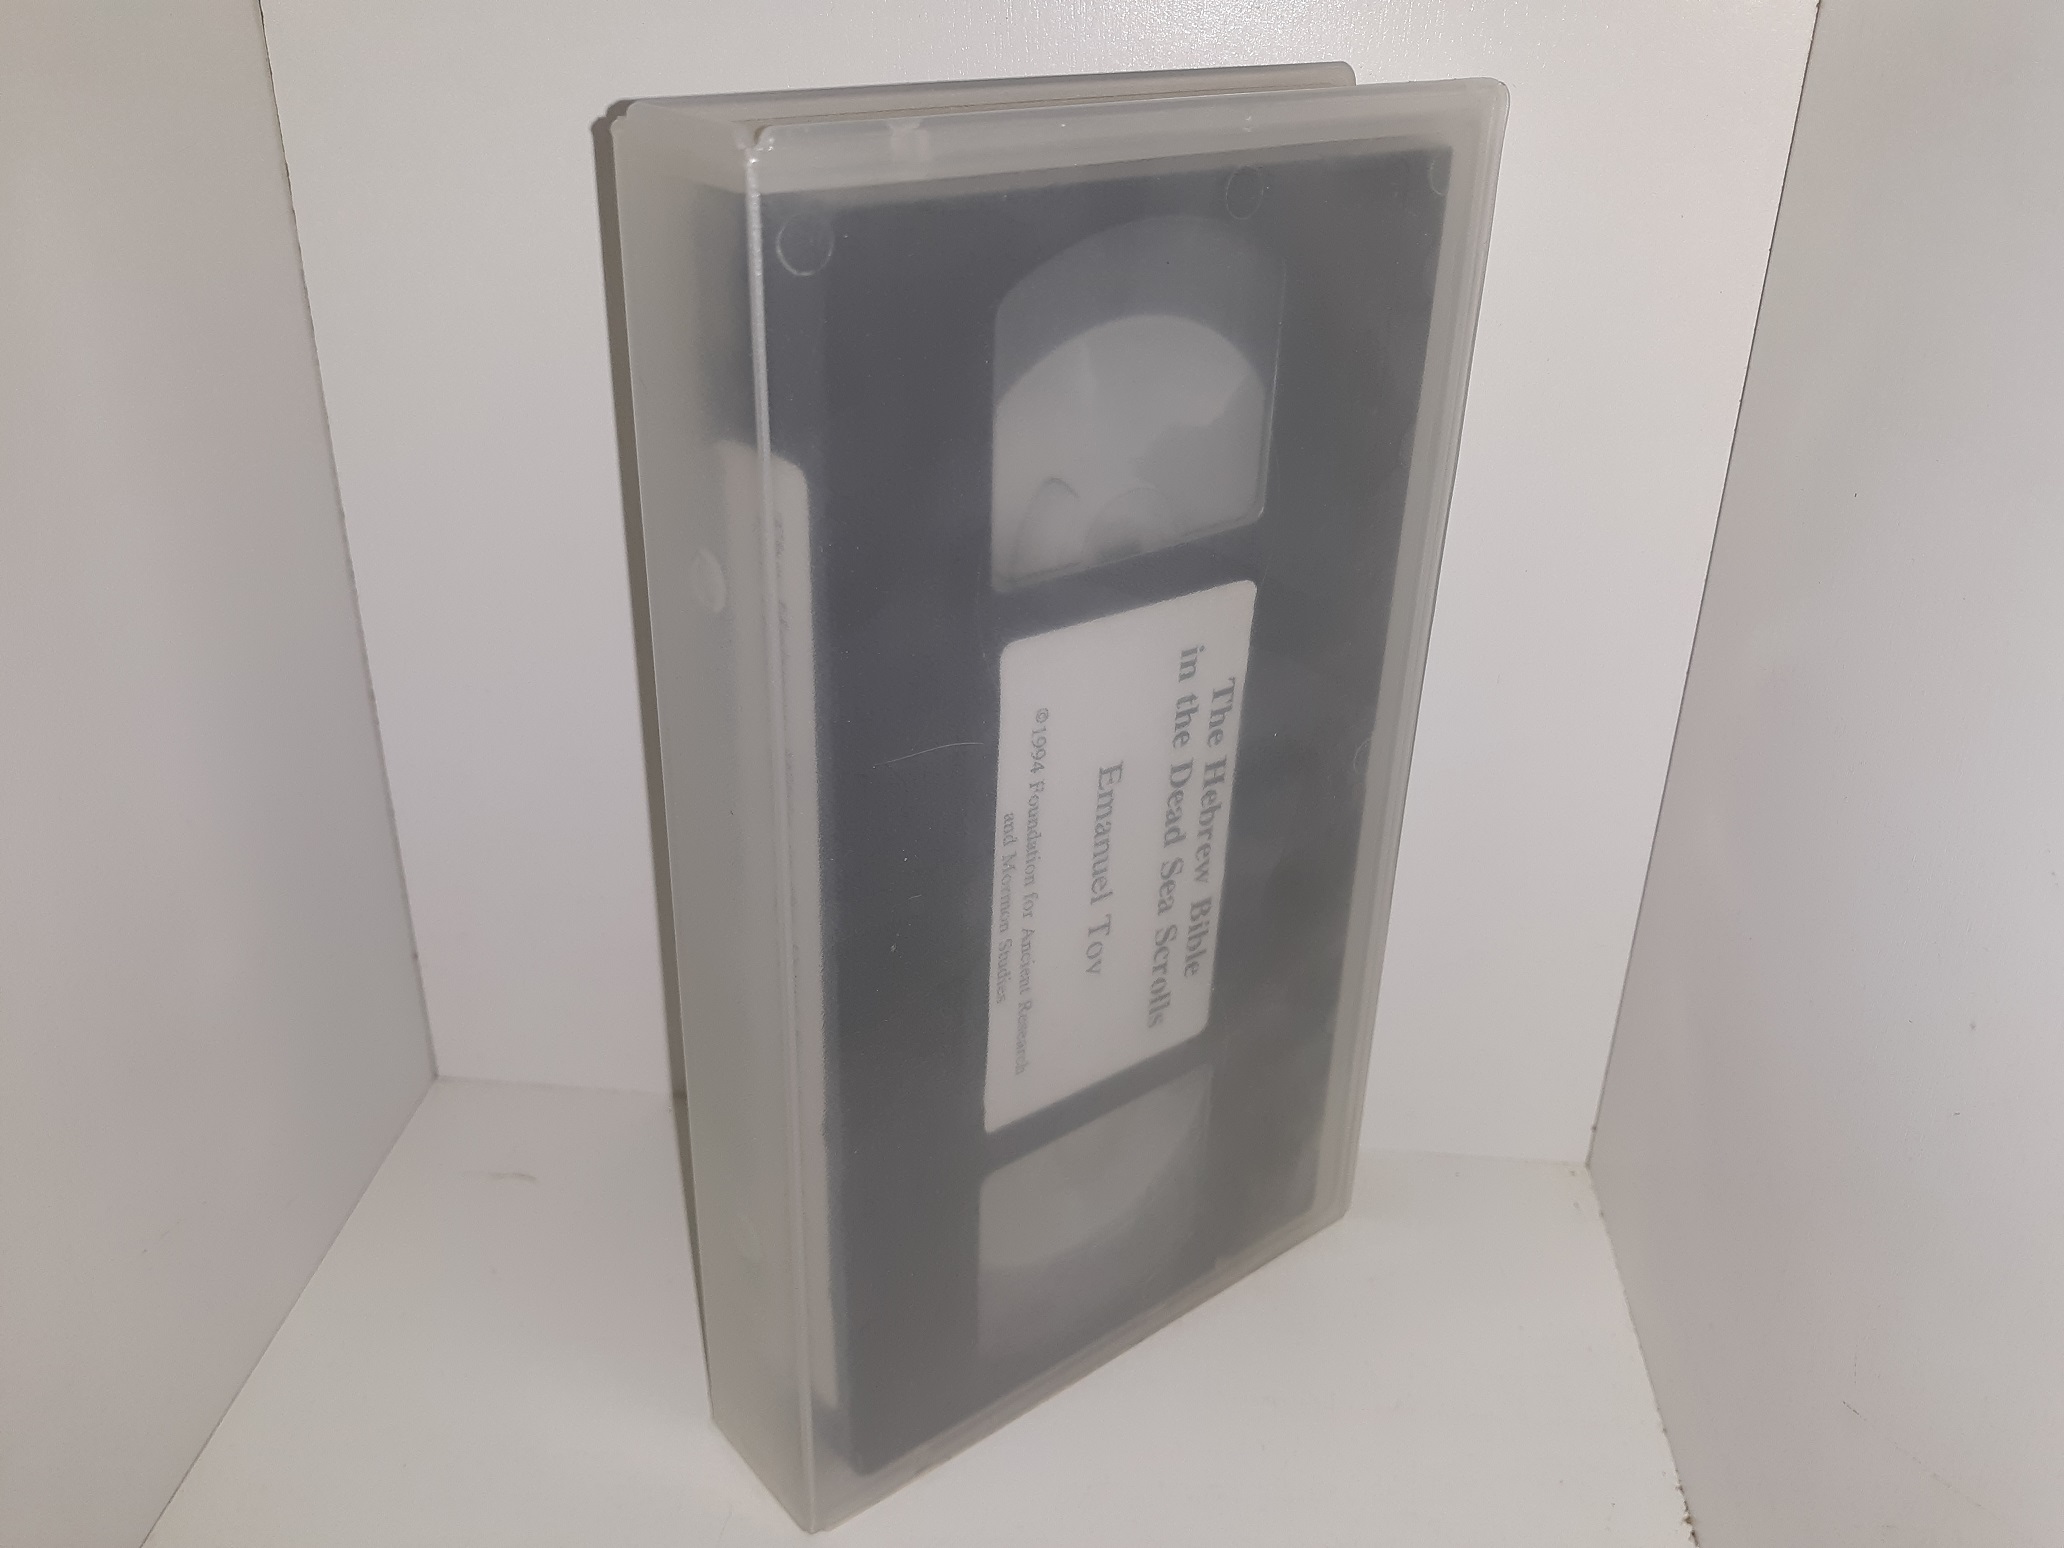 The Hebrew Bible
in the Dead Sea Scrolls
Emanuel Tov
©1994 Foundation for Ancient Research
and Mormon Studies